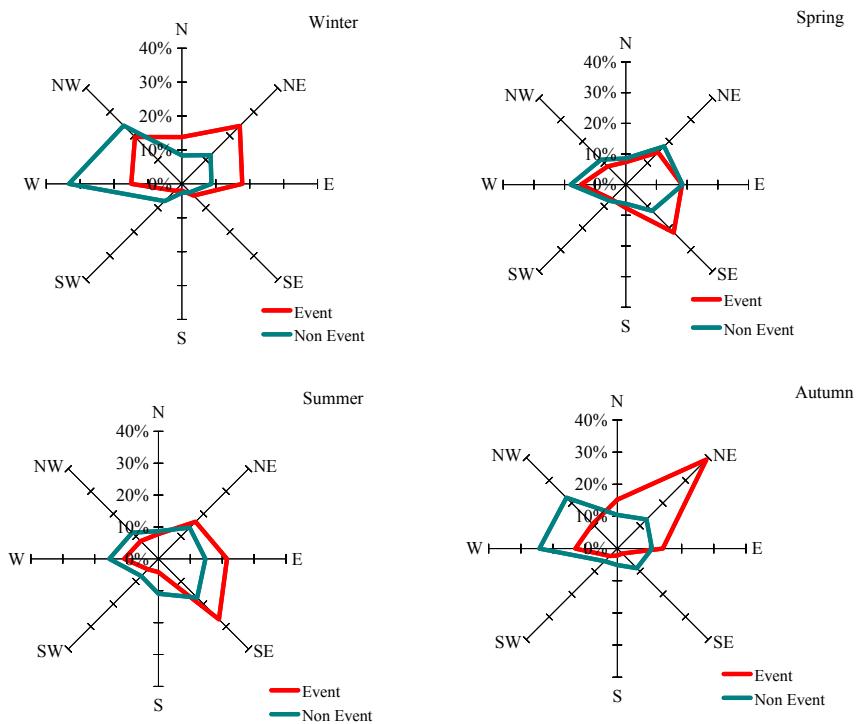 Winter
N
40%
30%
20%
10%
0%
NW
NE
W
E
SW
SE
S
Event
Non Event
Spring
N
40%
30%
20%
10%
0%
NW
NE
W
E
SW
SE
S
Event
Non Event
Summer
N
40%
30%
20%
10%
0%
NW
NE
W
E
SW
SE
S
Event
Non Event
Autumn
N
40%
30%
20%
10%
0%
NW
NE
W
E
SW
SE
S
Event
Non Event